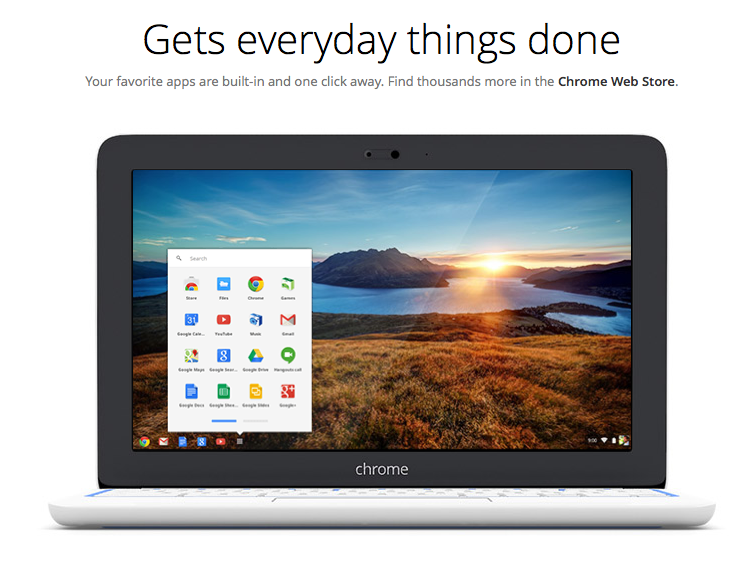 Gets everyday things done
Your favorite apps are built-in and one click away. Find thousands more in the Chrome Web Store.
Search
Store Files Chrome Games
Google Cale... YouTube Music Gmail
Google Maps Google Sear... Google Drive Hangouts call
Google Docs Google Shee... Google Slides Google+
9:00
chrome